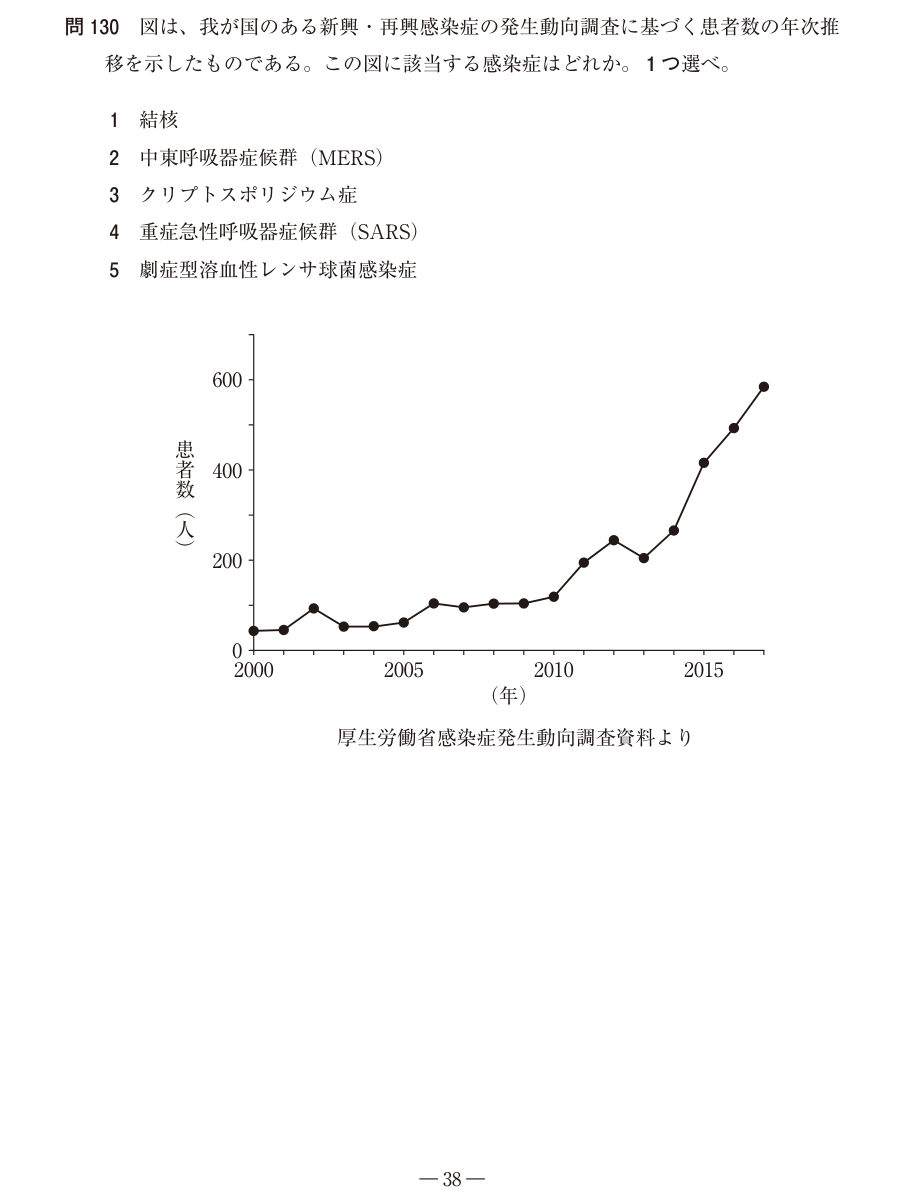 問 130　図は、我が国のある新興・再興感染症の発生動向調査に基づく患者数の年次推
移を示したものである。この図に該当する感染症はどれか。1つ選べ。
1　結核
2　中東呼吸器症候群（MERS）
3　クリプトスポリジウム症
4　重症急性呼吸器症候群（SARS）
5　劇症型溶血性レンサ球菌感染症
患者数（人）
600
400
200
0
2000　2005　2010　2015
（年）
厚生労働省感染症発生動向調査資料より
— 38 —